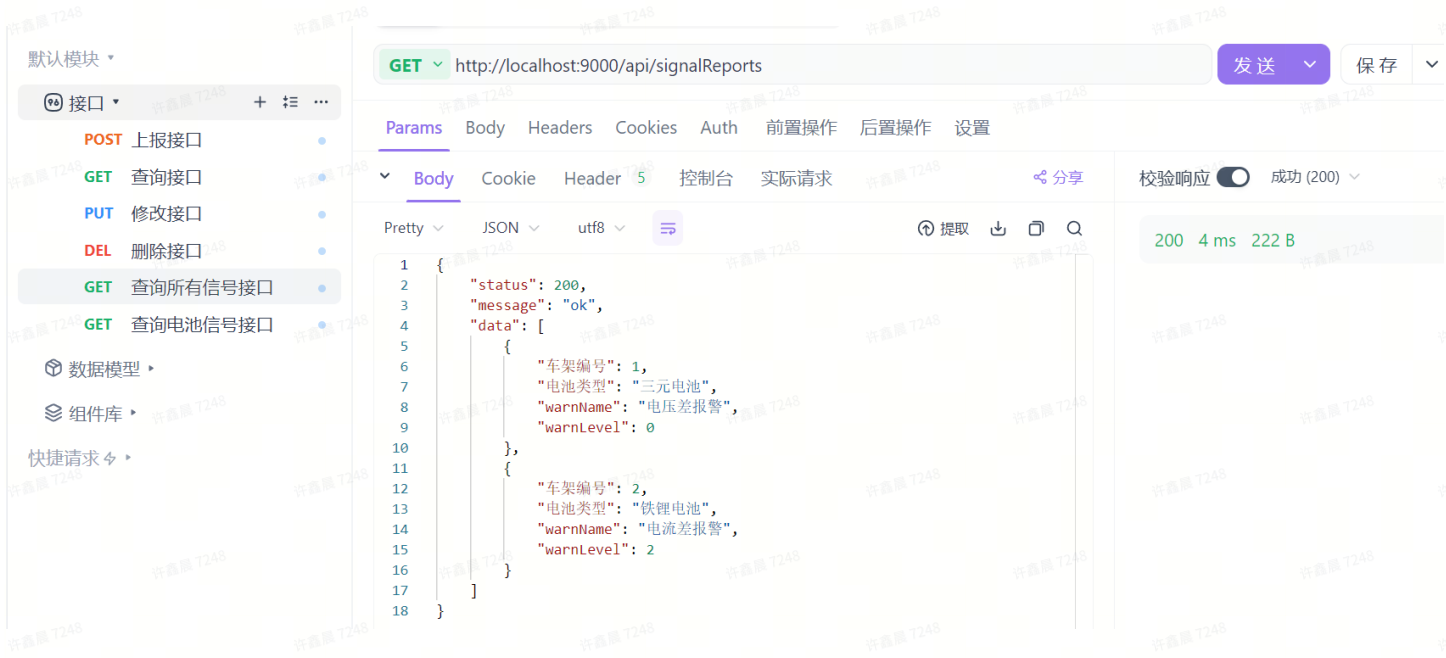 默认模块
接口
POST 上报接口
GET 查询接口
PUT 修改接口
DEL 删除接口
GET 查询所有信号接口
GET 查询电池信号接口
数据模型
组件库
快捷请求
GET http://localhost:9000/api/signalReports 发送 保存
Params Body Headers Cookies Auth 前置操作 后置操作 设置
Body Cookie Header 5 控制台 实际请求 分享
Pretty JSON utf8 提取
1 {
2 "status": 200,
3 "message": "ok",
4 "data": [
5 {
6 "车架编号": 1,
7 "电池类型": "三元电池",
8 "warnName": "电压差报警",
9 "warnLevel": 0
10 },
11 {
12 "车架编号": 2,
13 "电池类型": "铁锂电池",
14 "warnName": "电流差报警",
15 "warnLevel": 2
16 }
17 ]
18 }
校验响应 成功 (200)
200 4 ms 222 B
许鑫晨 7248